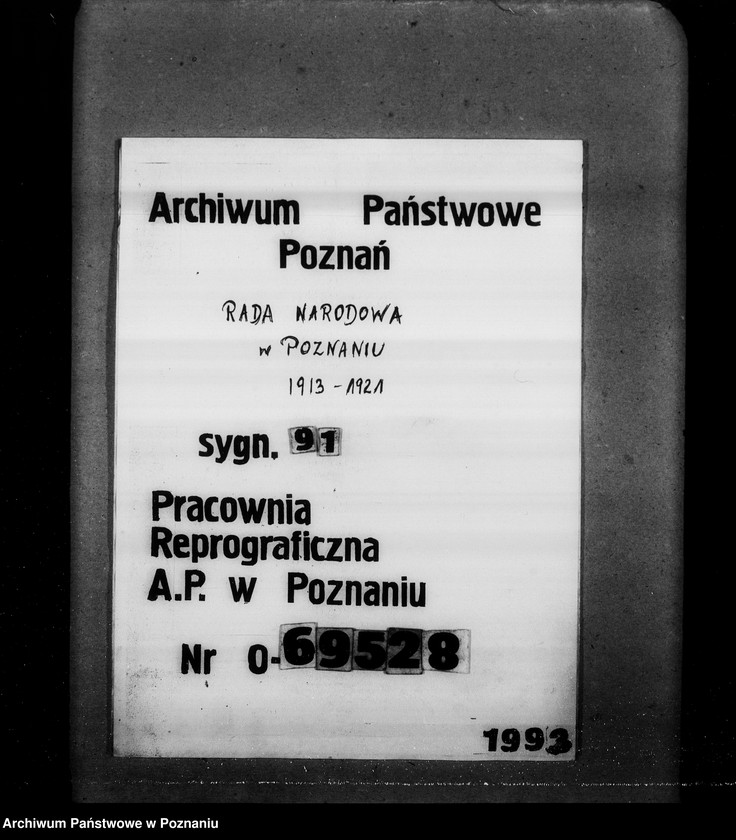 Archiwum Państwowe
Poznań
RADA NARODOWA
w POZNANIU
1913-1921
sygn. 91
Pracownia
Reprograficzna
A.P. w Poznaniu
Nr O-69528
1993
Archiwum Państwowe w Poznaniu